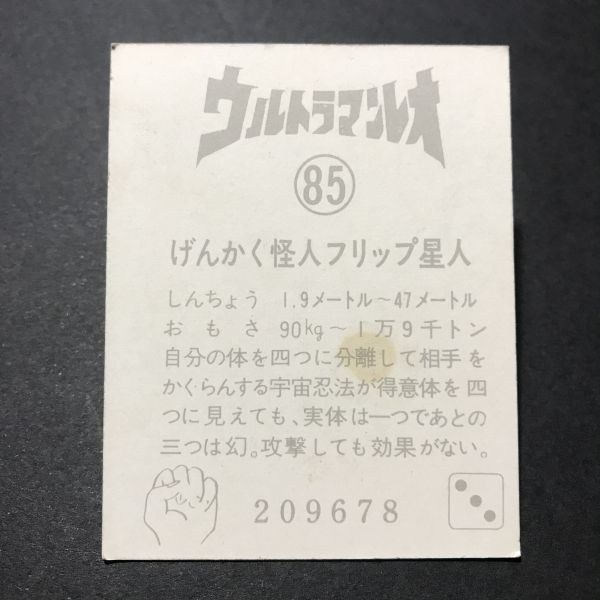 ウルトラマンレオ
85
げんかく怪人フリップ星人
しんちょう 1.9メートル～47メートル
おもさ 90kg～1万9千トン
自分の体を四つに分離して相手を
かくらんする宇宙忍法が得意体を四
つに見えても、実体は一つであとの
三つは幻。攻撃しても効果がない。
209678